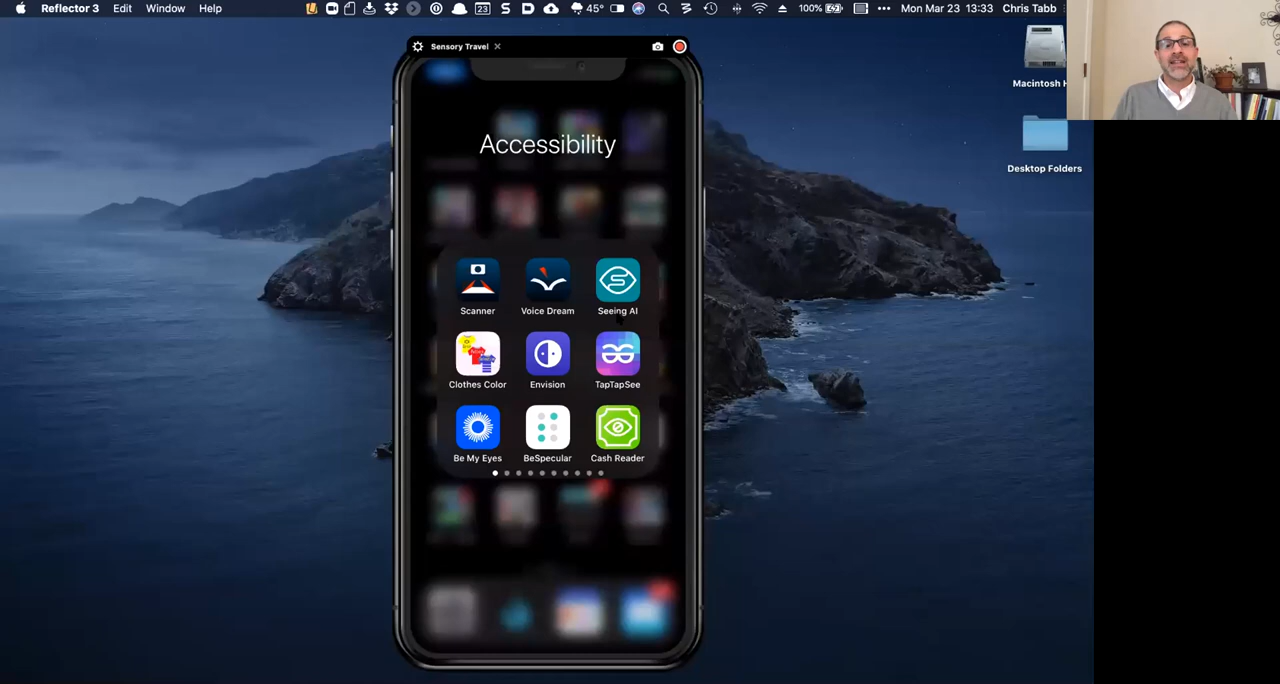 Reflector 3 Edit Window Help 23 45° 100% Mon Mar 23 13:33 Chris Tabb
Sensory Travel
Macintosh H
Desktop Folders
Accessibility
Scanner Voice Dream Seeing AI
Clothes Color Envision TapTapSee
Be My Eyes BeSpecular Cash Reader